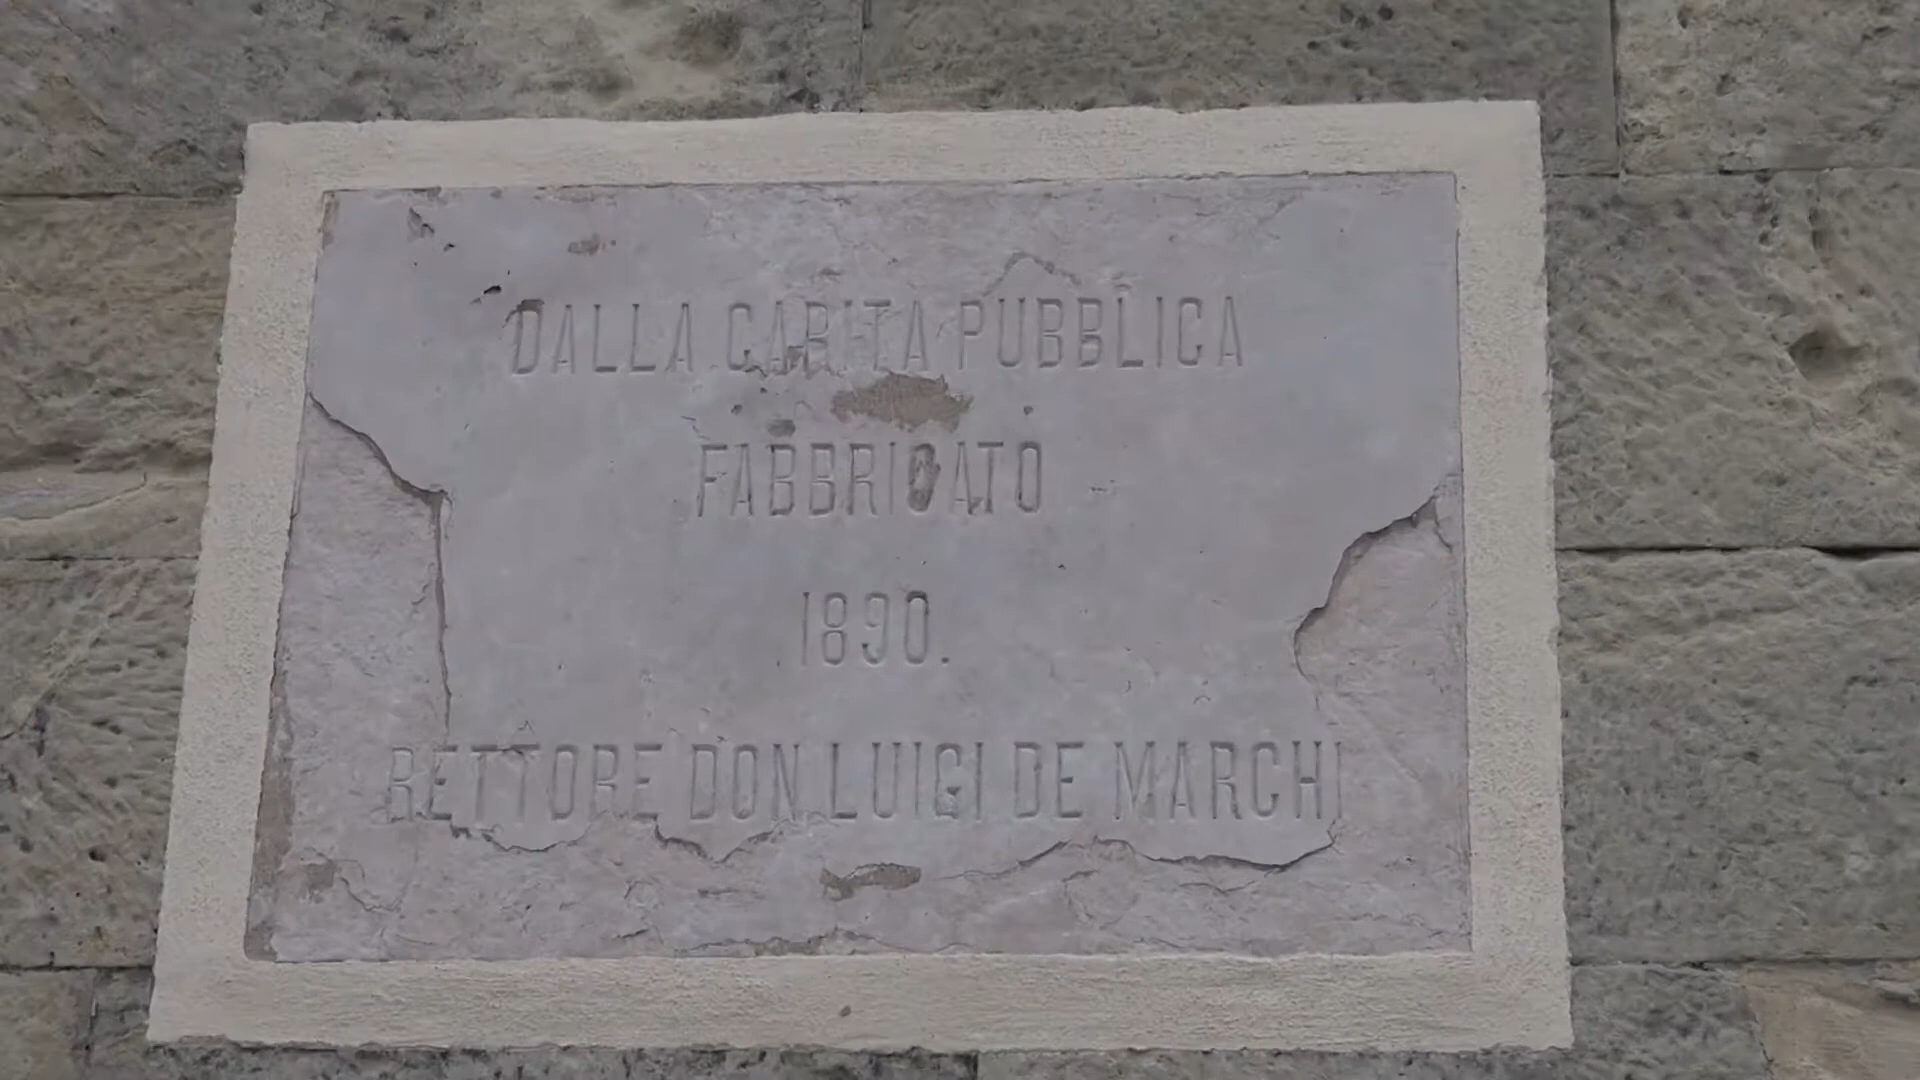 DALLA CARITA PUBBLICA
FABBRICATO
1890.
RETTORE DON LUIGI DE MARCHI